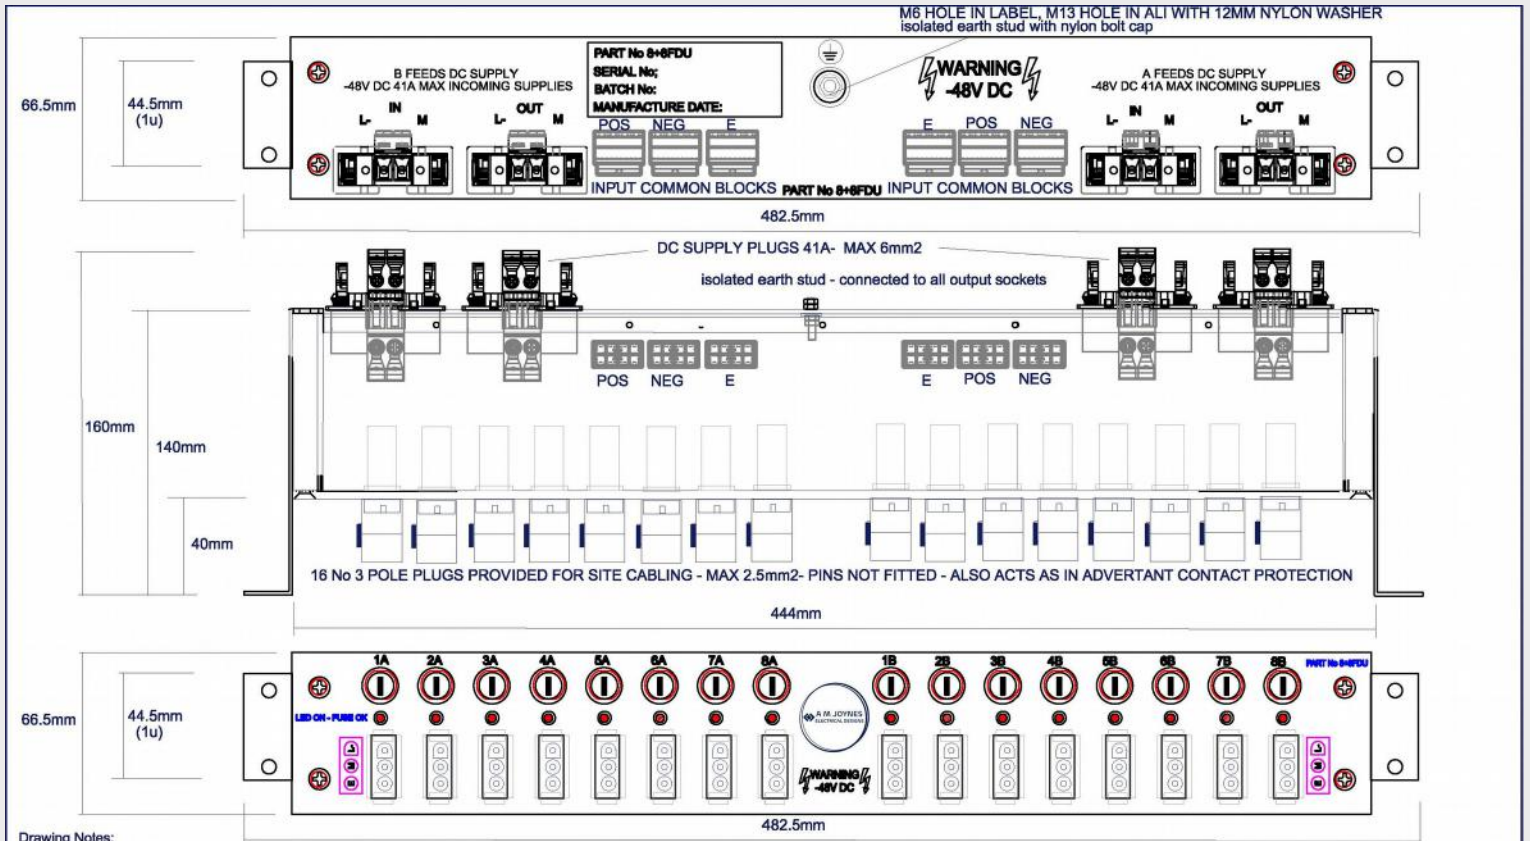 M6 HOLE IN LABEL, M13 HOLE IN ALI WITH 12MM NYLON WASHER
isolated earth stud with nylon bolt cap
66.5mm
44.5mm
(1u)
B FEEDS DC SUPPLY
-48V DC 41A MAX INCOMING SUPPLIES
IN
L-
M
OUT
L-
M
PART No 8+8FDU
SERIAL No;
BATCH No:
MANUFACTURE DATE:
POS NEG E
INPUT COMMON BLOCKS
PART No 8+8FDU
WARNING
-48V DC
E POS NEG
INPUT COMMON BLOCKS
A FEEDS DC SUPPLY
-48V DC 41A MAX INCOMING SUPPLIES
IN
L-
M
OUT
L-
M
482.5mm
DC SUPPLY PLUGS 41A- MAX 6mm2
isolated earth stud - connected to all output sockets
POS NEG E
E POS NEG
160mm
140mm
40mm
16 No 3 POLE PLUGS PROVIDED FOR SITE CABLING - MAX 2.5mm2- PINS NOT FITTED - ALSO ACTS AS IN ADVERTANT CONTACT PROTECTION
444mm
66.5mm
44.5mm
(1u)
1A 2A 3A 4A 5A 6A 7A 8A
1B 2B 3B 4B 5B 6B 7B 8B
PART No 8+8FDU
LED ON - FUSE OK
A M JOYNES
ELECTRICAL DESIGNS
L-
M
E
WARNING
-48V DC
L-
M
E
482.5mm
Drawing Notes: